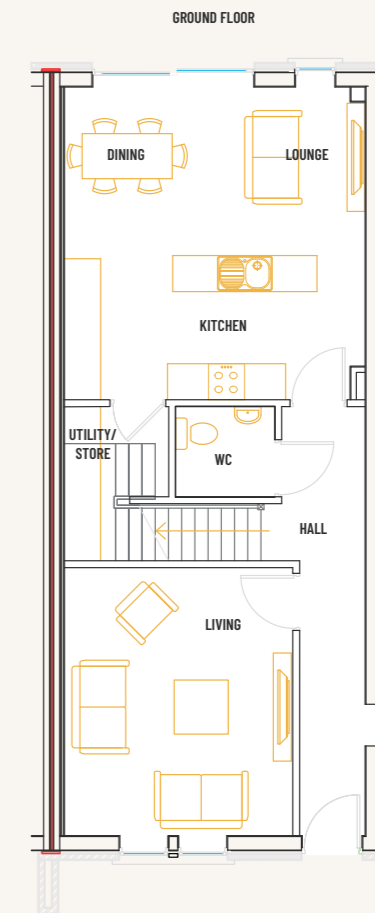 GROUND FLOOR
DINING
LOUNGE
KITCHEN
UTILITY/
STORE
WC
HALL
LIVING